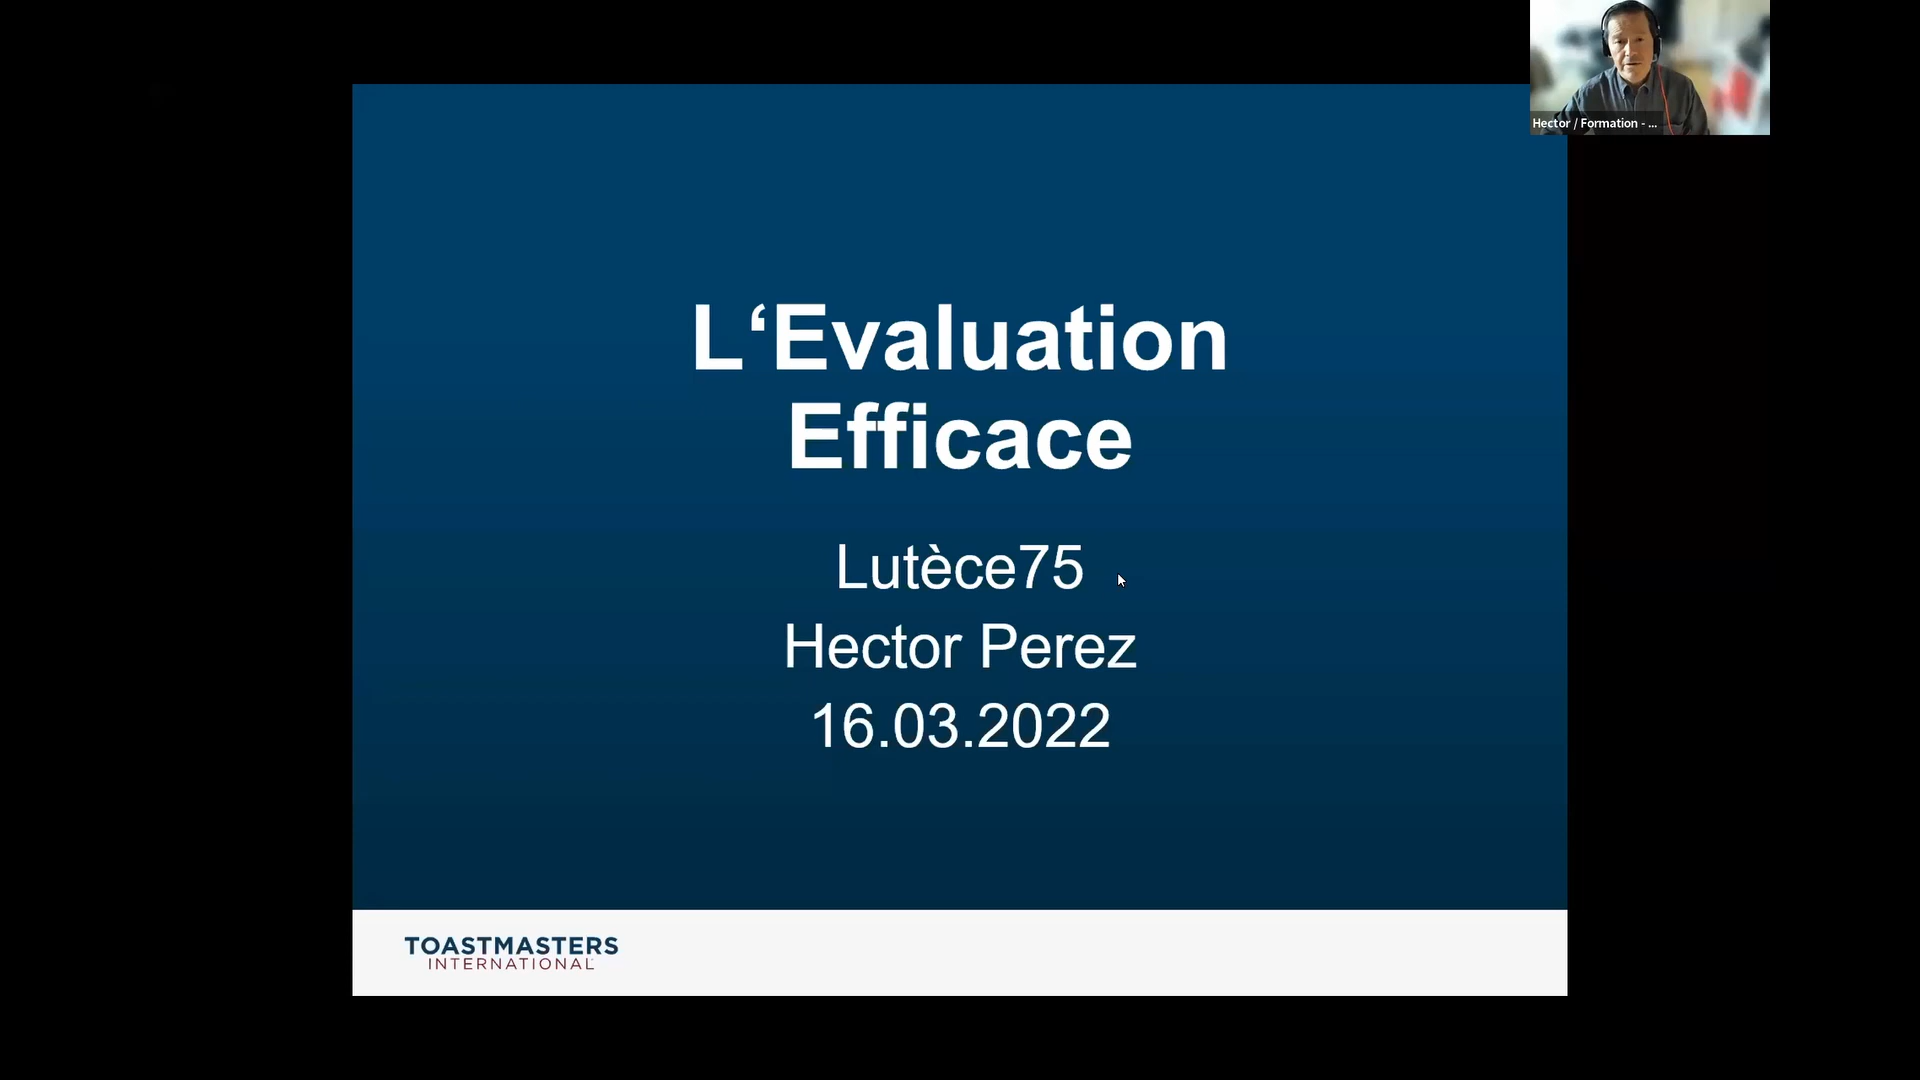 Hector / Formation - ...
L‘Evaluation
Efficace
Lutèce75
Hector Perez
16.03.2022
TOASTMASTERS
INTERNATIONAL